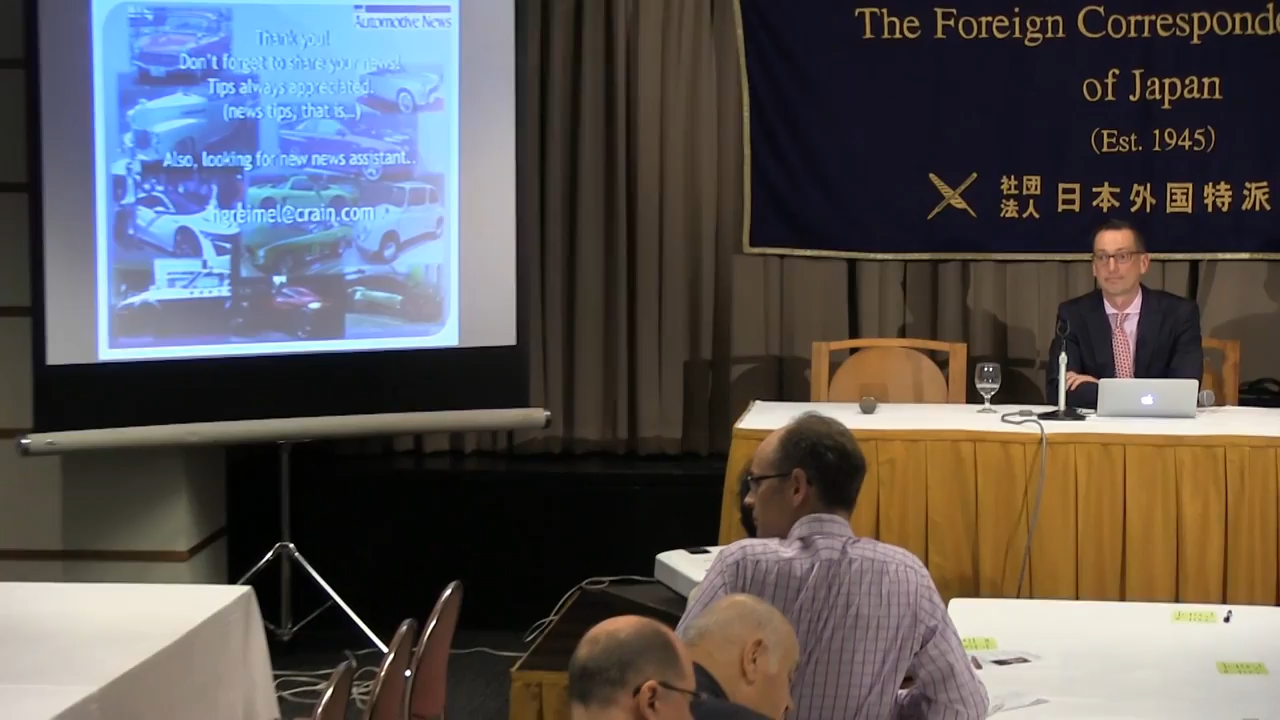 Automotive News
Thank you!
Don't forget to share your news!
Tips always appreciated.
(news tips, that is...)
Also, looking for new news assistant..
hgreimel@crain.com
The Foreign Correspond
of Japan
(Est. 1945)
社団
法人
日本外国特派